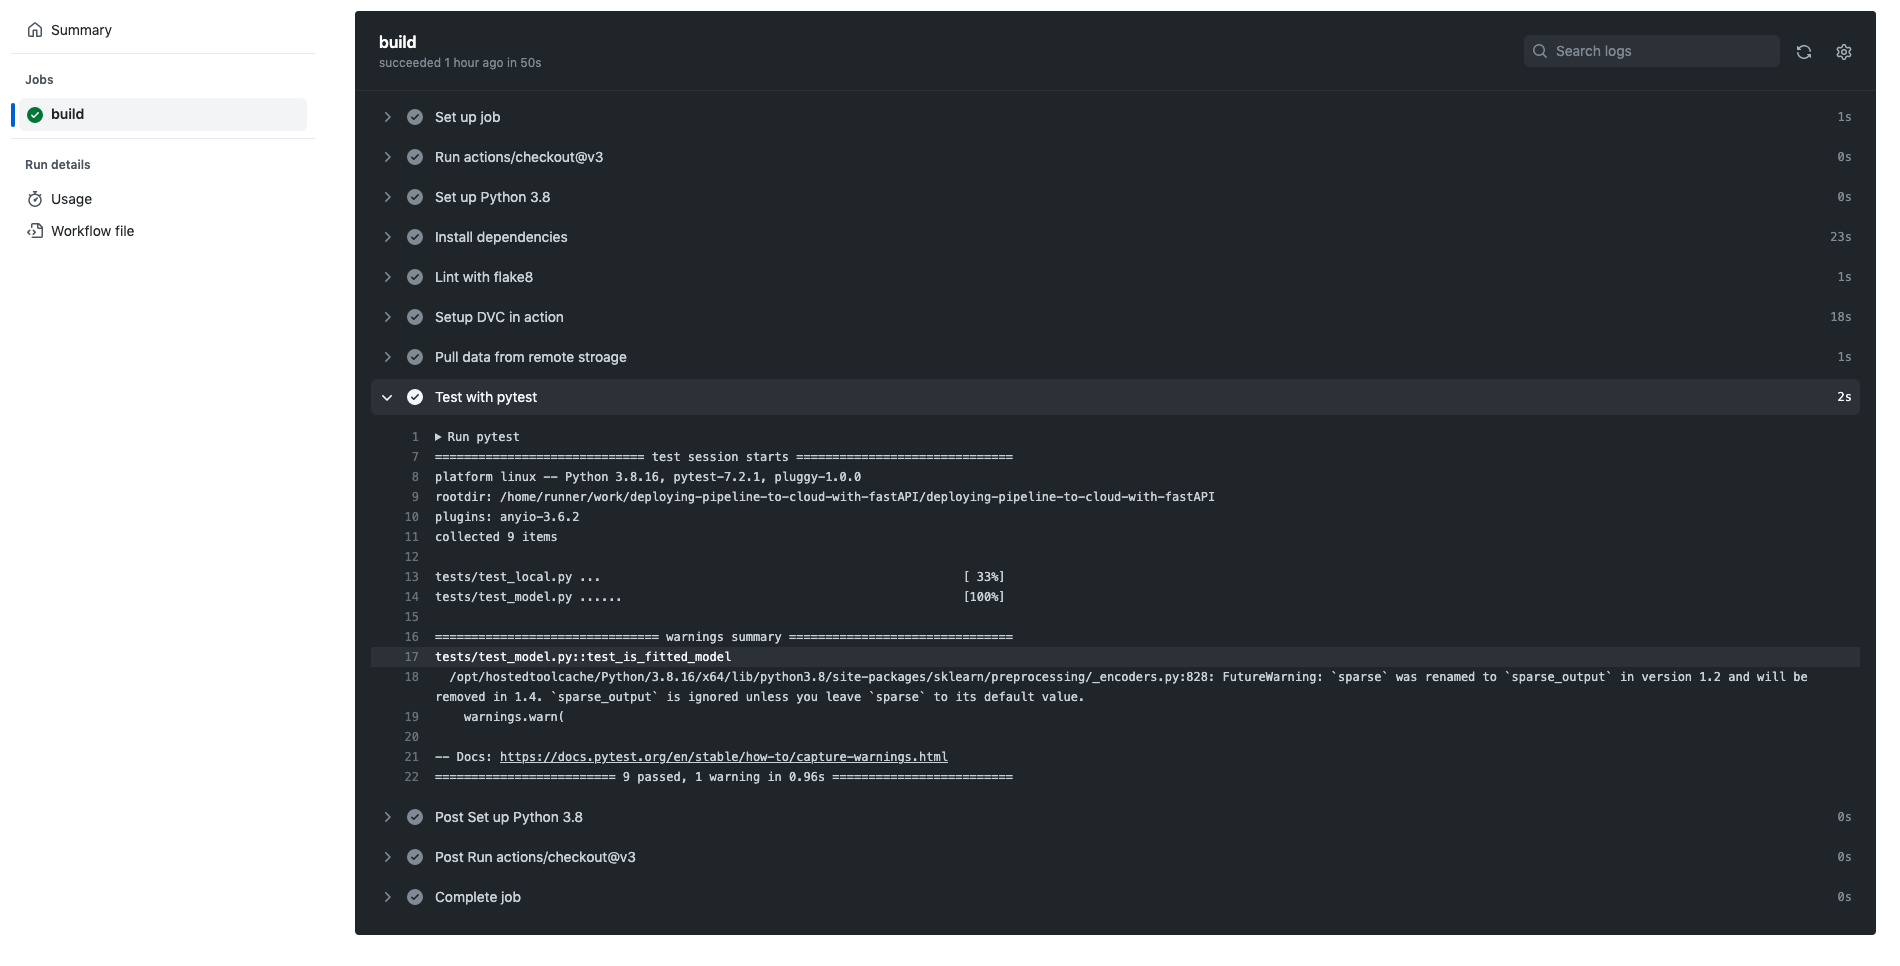 Summary
Jobs
build
Run details
Usage
Workflow file
build
succeeded 1 hour ago in 50s
Search logs
Set up job 1s
Run actions/checkout@v3 0s
Set up Python 3.8 0s
Install dependencies 23s
Lint with flake8 1s
Setup DVC in action 18s
Pull data from remote stroage 1s
Test with pytest 2s
1 Run pytest
7 ============================= test session starts ==============================
8 platform linux -- Python 3.8.16, pytest-7.2.1, pluggy-1.0.0
9 rootdir: /home/runner/work/deploying-pipeline-to-cloud-with-fastAPI/deploying-pipeline-to-cloud-with-fastAPI
10 plugins: anyio-3.6.2
11 collected 9 items
12
13 tests/test_local.py ... [ 33%]
14 tests/test_model.py ...... [100%]
15
16 =============================== warnings summary ===============================
17 tests/test_model.py::test_is_fitted_model
18 /opt/hostedtoolcache/Python/3.8.16/x64/lib/python3.8/site-packages/sklearn/preprocessing/_encoders.py:828: FutureWarning: `sparse` was renamed to `sparse_output` in version 1.2 and will be
removed in 1.4. `sparse_output` is ignored unless you leave `sparse` to its default value.
19 warnings.warn(
20
21 -- Docs: https://docs.pytest.org/en/stable/how-to/capture-warnings.html
22 ========================= 9 passed, 1 warning in 0.96s =========================
Post Set up Python 3.8 0s
Post Run actions/checkout@v3 0s
Complete job 0s